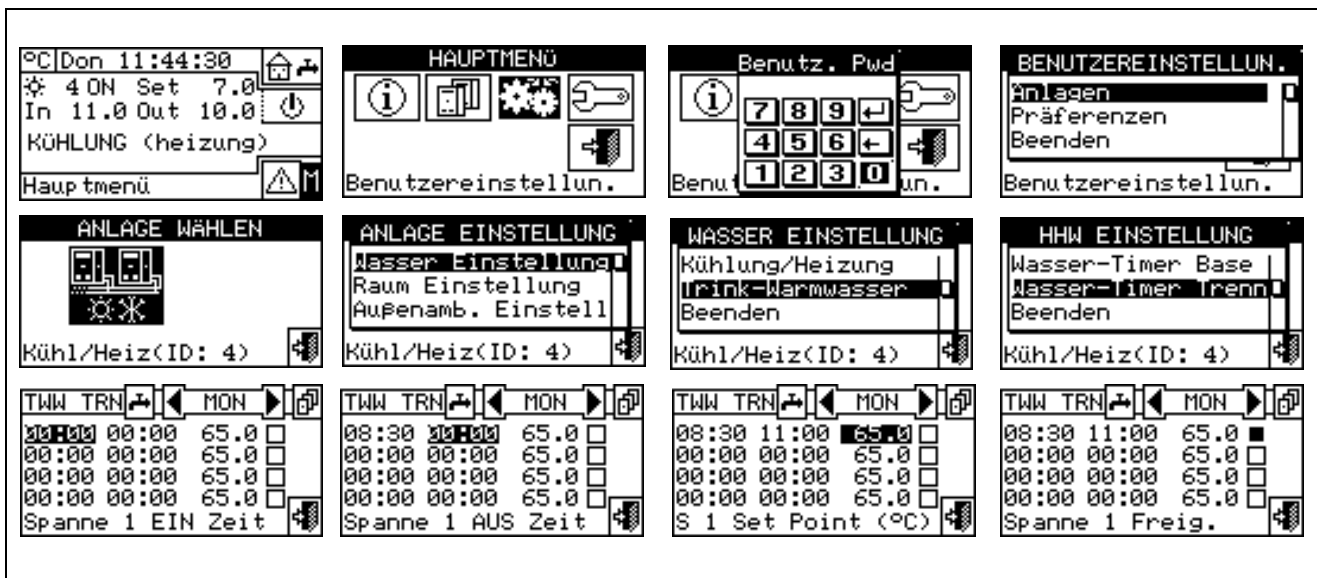 °C Don 11:44:30
4 ON Set 7.0
In 11.0 Out 10.0
KÜHLUNG (heizung)
Hauptmenü M
HAUPTMENÜ
Benutzereinstellun.
Benutz. Pwd
7 8 9
4 5 6
1 2 3 0
Benut un.
BENUTZEREINSTELLUN.
Anlagen
Präferenzen
Beenden
Benutzereinstellun.
ANLAGE WÄHLEN
Kühl/Heiz(ID: 4)
ANLAGE EINSTELLUNG
Wasser Einstellung
Raum Einstellung
Außenamb. Einstell
Kühl/Heiz(ID: 4)
WASSER EINSTELLUNG
Kühlung/Heizung
Trink-Warmwasser
Beenden
Kühl/Heiz(ID: 4)
HHW EINSTELLUNG
Wasser-Timer Base
Wasser-Timer Trenn
Beenden
Kühl/Heiz(ID: 4)
TWW TRN MON
00:00 00:00 65.0
00:00 00:00 65.0
00:00 00:00 65.0
00:00 00:00 65.0
Spanne 1 EIN Zeit
TWW TRN MON
08:30 00:00 65.0
00:00 00:00 65.0
00:00 00:00 65.0
00:00 00:00 65.0
Spanne 1 AUS Zeit
TWW TRN MON
08:30 11:00 65.0
00:00 00:00 65.0
00:00 00:00 65.0
00:00 00:00 65.0
S 1 Set Point (°C)
TWW TRN MON
08:30 11:00 65.0
00:00 00:00 65.0
00:00 00:00 65.0
00:00 00:00 65.0
Spanne 1 Freig.